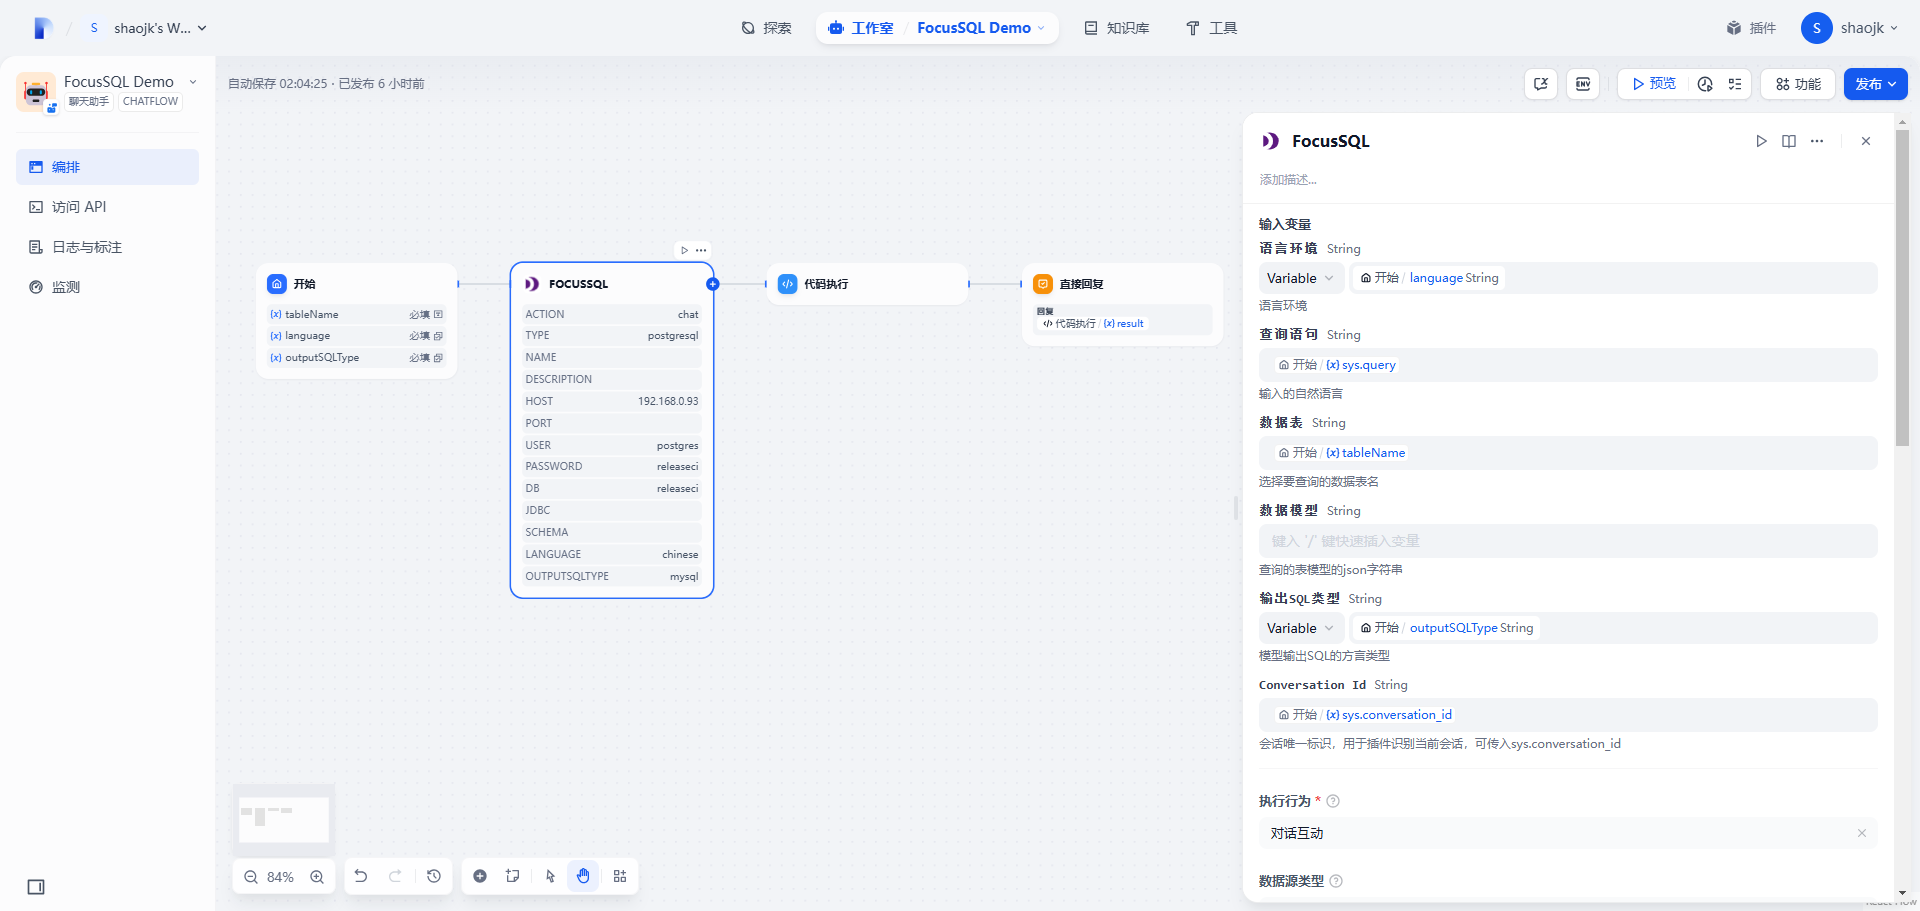 S shaojk's W...
探索
工作室 / FocusSQL Demo
知识库
工具
插件
S shaojk
FocusSQL Demo
聊天助手 CHATFLOW
编排
访问 API
日志与标注
监测
自动保存 02:04:25 · 已发布 6 小时前
ENV
预览
功能
发布
开始
{x} tableName 必填
{x} language 必填
{x} outputSQLType 必填
FOCUSSQL
ACTION chat
TYPE postgresql
NAME
DESCRIPTION
HOST 192.168.0.93
PORT
USER postgres
PASSWORD releaseci
DB releaseci
JDBC
SCHEMA
LANGUAGE chinese
OUTPUTSQLTYPE mysql
代码执行
直接回复
回复
代码执行 / {x} result
84%
FocusSQL
添加描述...
输入变量
语言环境 String
Variable 开始 / language String
语言环境
查询语句 String
开始 / {x} sys.query
输入的自然语言
数据表 String
开始 / {x} tableName
选择要查询的数据表名
数据模型 String
键入 '/' 键快速插入变量
查询的表模型的json字符串
输出SQL类型 String
Variable 开始 / outputSQLType String
模型输出SQL的方言类型
Conversation Id String
开始 / {x} sys.conversation_id
会话唯一标识，用于插件识别当前会话，可传入sys.conversation_id
执行行为 *
对话互动
数据源类型
React Flow